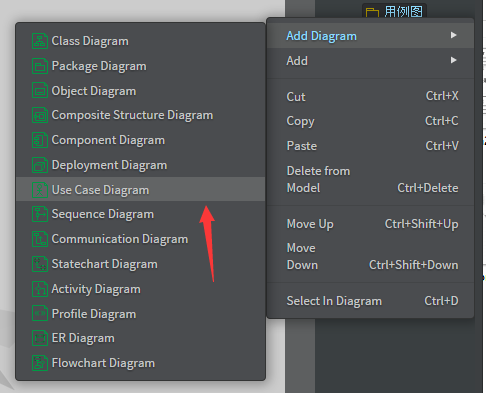 用例图
Class Diagram
Package Diagram
Object Diagram
Composite Structure Diagram
Component Diagram
Deployment Diagram
Use Case Diagram
Sequence Diagram
Communication Diagram
Statechart Diagram
Activity Diagram
Profile Diagram
ER Diagram
Flowchart Diagram
Add Diagram
Add
Cut Ctrl+X
Copy Ctrl+C
Paste Ctrl+V
Delete from
Model Ctrl+Delete
Move Up Ctrl+Shift+Up
Move
Down Ctrl+Shift+Down
Select In Diagram Ctrl+D